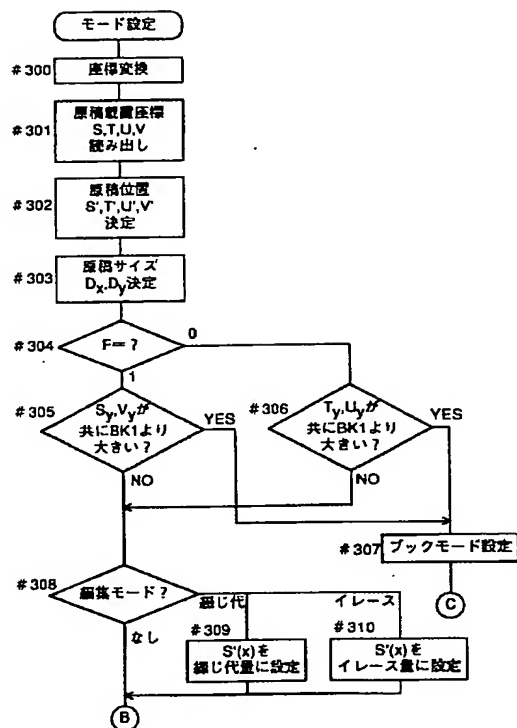 モード設定
#300
座標変換
#301
原稿載置座標
S,T,U,V
読み出し
#302
原稿位置
S',T',U',V'
決定
#303
原稿サイズ
Dx,Dy決定
#304
F=?
0
1
#305
Sy,Vyが
共にBK1より
大きい?
YES
NO
#306
Ty,Uyが
共にBK1より
大きい?
YES
NO
#307
ブックモード設定
C
#308
編集モード?
綴じ代
イレース
なし
#309
S'(x)を
綴じ代量に設定
#310
S'(x)を
イレース量に設定
B